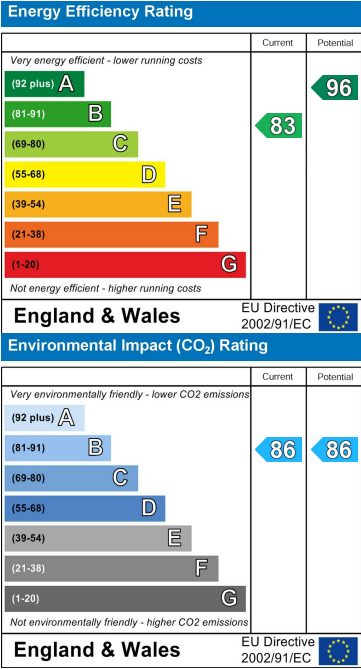 Energy Efficiency Rating
Current Potential
Very energy efficient - lower running costs
(92 plus) A
96
(81-91) B
83
(69-80) C
(55-68) D
(39-54) E
(21-38) F
(1-20) G
Not energy efficient - higher running costs
England & Wales
EU Directive
2002/91/EC
Environmental Impact (CO₂) Rating
Current Potential
Very environmentally friendly - lower CO2 emissions
(92 plus) A
(81-91) B
86 86
(69-80) C
(55-68) D
(39-54) E
(21-38) F
(1-20) G
Not environmentally friendly - higher CO2 emissions
England & Wales
EU Directive
2002/91/EC